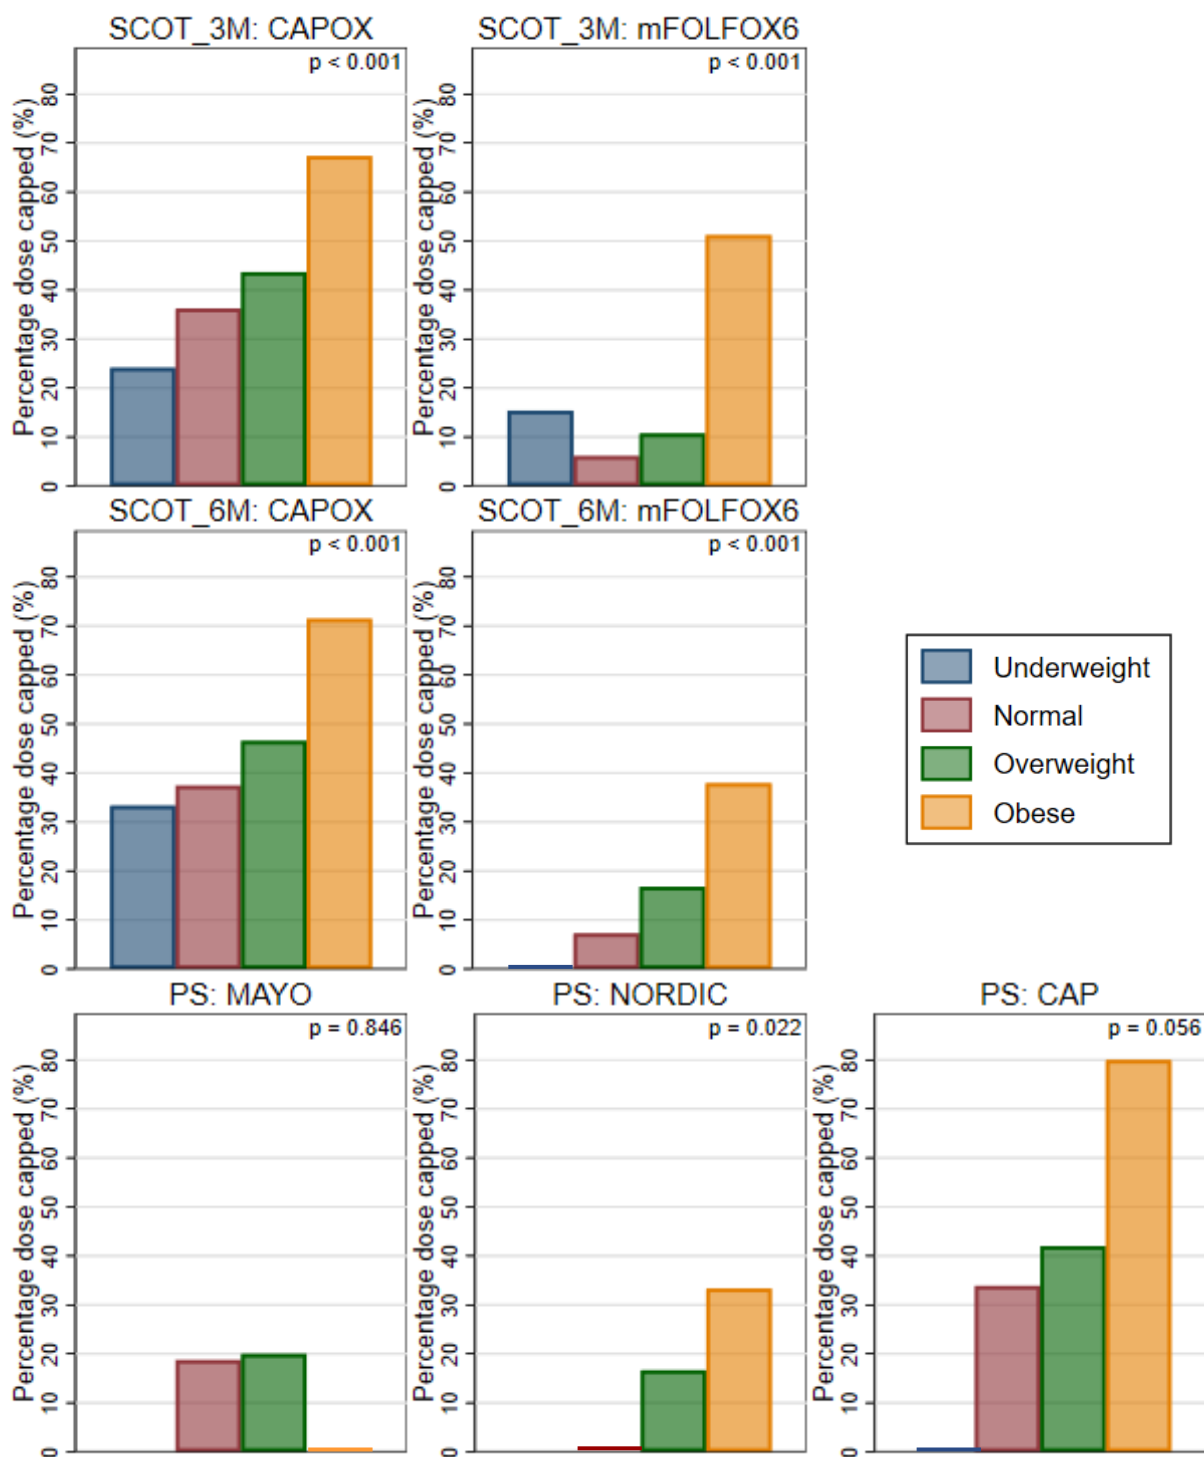 SCOT_3M: CAPOX
p < 0.001
Percentage dose capped (%)
80
70
60
50
40
30
20
10
0
SCOT_3M: mFOLFOX6
p < 0.001
Percentage dose capped (%)
80
70
60
50
40
30
20
10
0
SCOT_6M: CAPOX
p < 0.001
Percentage dose capped (%)
80
70
60
50
40
30
20
10
0
SCOT_6M: mFOLFOX6
p < 0.001
Percentage dose capped (%)
80
70
60
50
40
30
20
10
0
Underweight
Normal
Overweight
Obese
PS: MAYO
p = 0.846
Percentage dose capped (%)
80
70
60
50
40
30
20
10
0
PS: NORDIC
p = 0.022
Percentage dose capped (%)
80
70
60
50
40
30
20
10
0
PS: CAP
p = 0.056
Percentage dose capped (%)
80
70
60
50
40
30
20
10
0